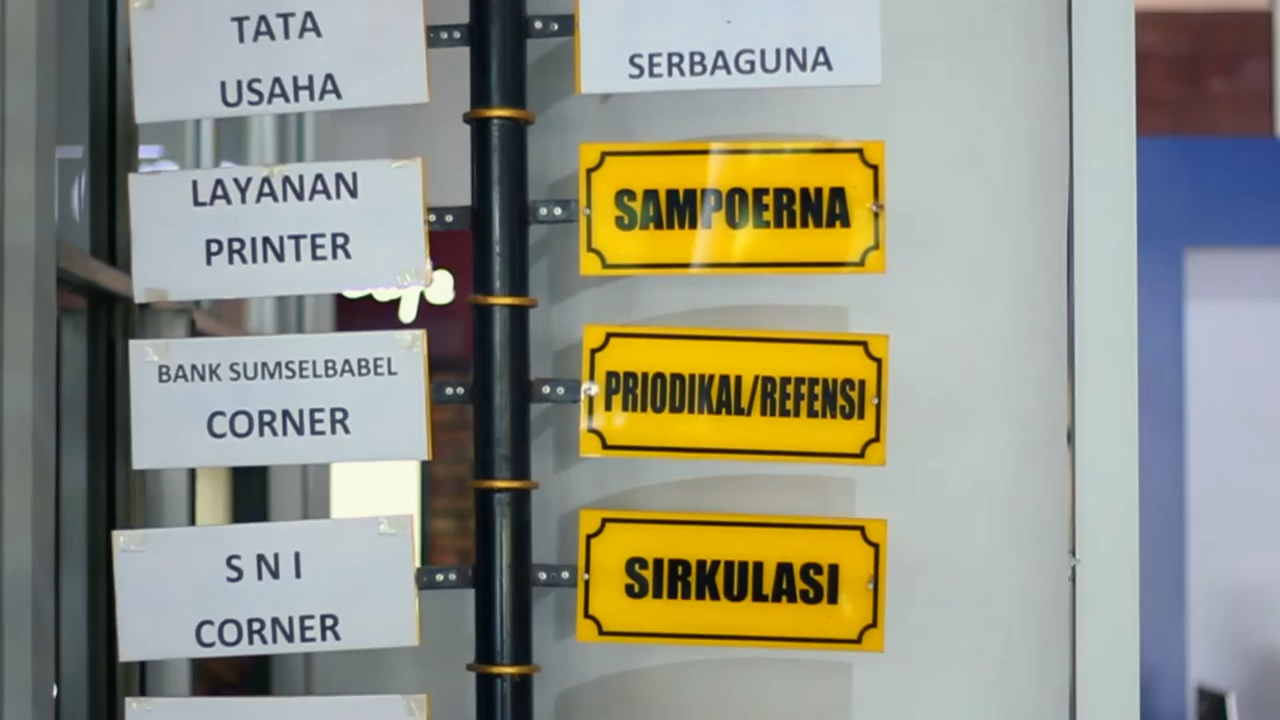 TATA
USAHA
LAYANAN
PRINTER
BANK SUMSELBABEL
CORNER
S N I
CORNER
SERBAGUNA
SAMPOERNA
PRIODIKAL/REFENSI
SIRKULASI